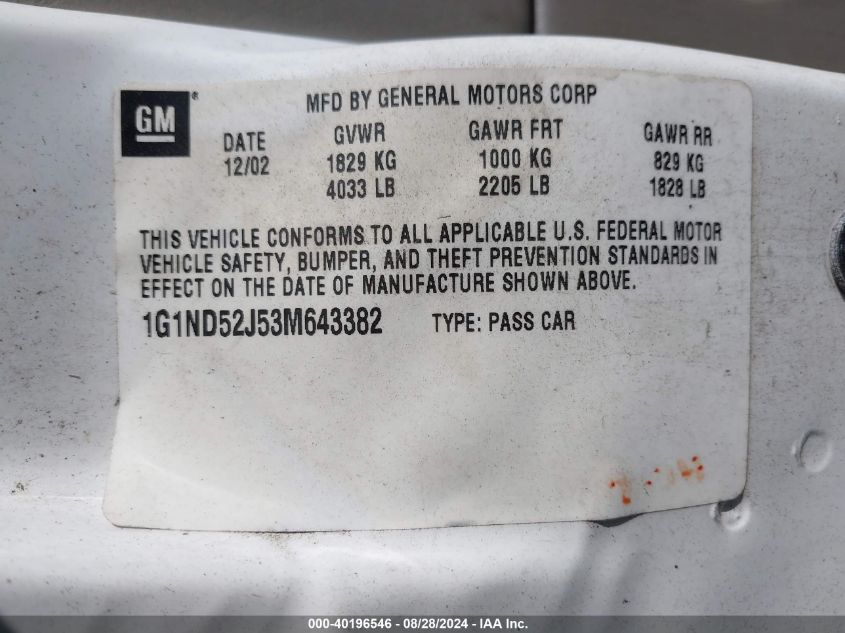 GM®
MFD BY GENERAL MOTORS CORP
DATE GVWR GAWR FRT GAWR RR
12/02 1829 KG 1000 KG 829 KG
4033 LB 2205 LB 1828 LB
THIS VEHICLE CONFORMS TO ALL APPLICABLE U.S. FEDERAL MOTOR
VEHICLE SAFETY, BUMPER, AND THEFT PREVENTION STANDARDS IN
EFFECT ON THE DATE OF MANUFACTURE SHOWN ABOVE.
1G1ND52J53M643382 TYPE: PASS CAR
000-40196546 - 08/28/2024 - IAA Inc.